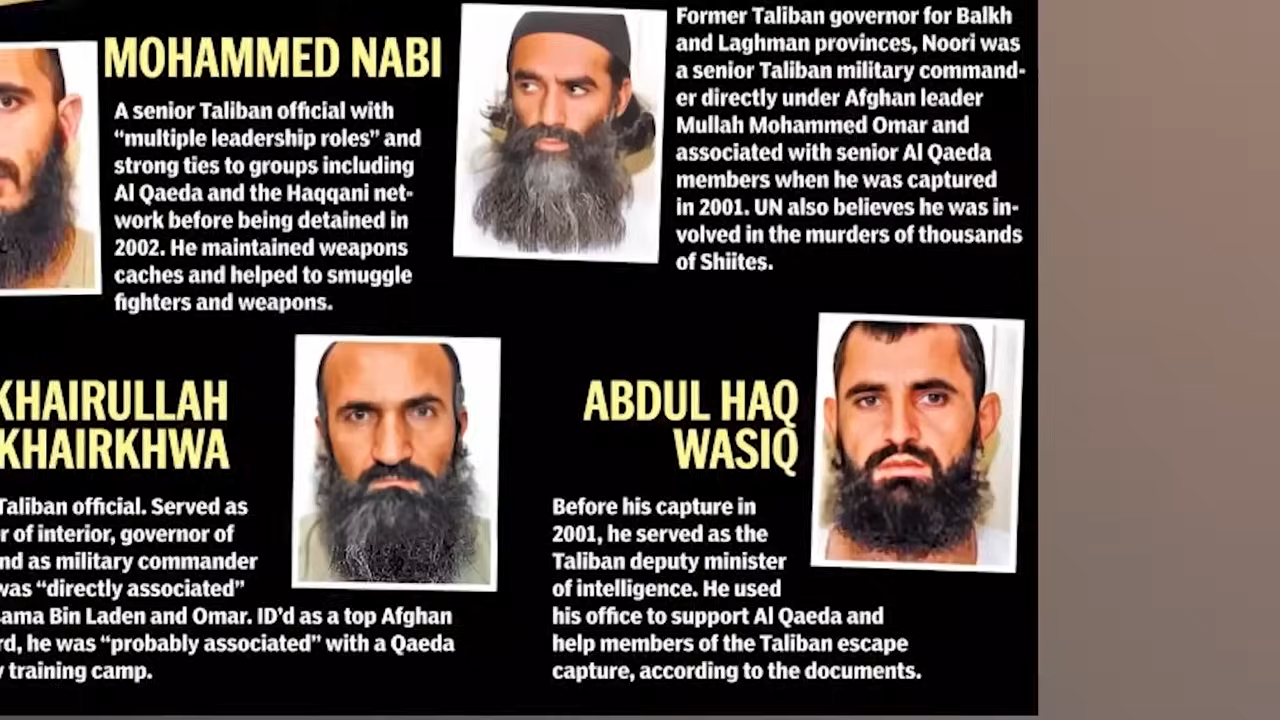 MOHAMMED NABI
A senior Taliban official with
“multiple leadership roles” and
strong ties to groups including
Al Qaeda and the Haqqani net-
work before being detained in
2002. He maintained weapons
caches and helped to smuggle
fighters and weapons.
Former Taliban governor for Balkh
and Laghman provinces, Noori was
a senior Taliban military command-
er directly under Afghan leader
Mullah Mohammed Omar and
associated with senior Al Qaeda
members when he was captured
in 2001. UN also believes he was in-
volved in the murders of thousands
of Shiites.
KHAIRULLAH
KHAIRKHWA
Taliban official. Served as
r of interior, governor of
nd as military commander
was “directly associated”
ama Bin Laden and Omar. ID’d as a top Afghan
rd, he was “probably associated” with a Qaeda
training camp.
ABDUL HAQ
WASIQ
Before his capture in
2001, he served as the
Taliban deputy minister
of intelligence. He used
his office to support Al Qaeda and
help members of the Taliban escape
capture, according to the documents.